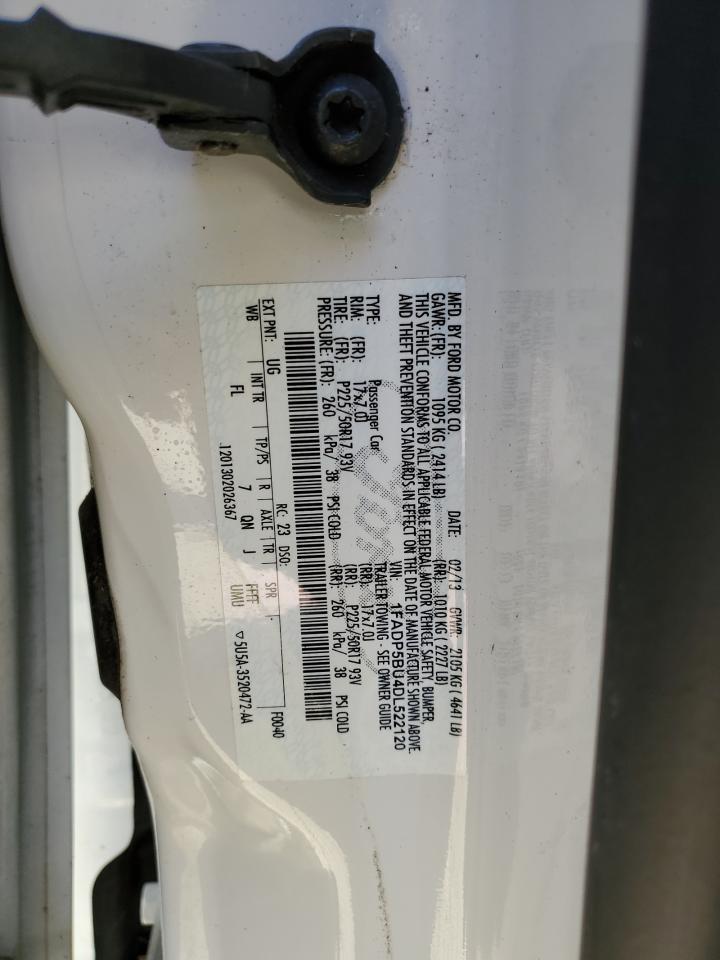 MFD. BY FORD MOTOR CO. DATE: 02/13 GVWR: 2105 KG ( 4641 LB)
GAWR: (FR): 1095 KG ( 2414 LB) (RR): 1010 KG ( 2227 LB)
THIS VEHICLE CONFORMS TO ALL APPLICABLE FEDERAL MOTOR VEHICLE SAFETY, BUMPER,
AND THEFT PREVENTION STANDARDS IN EFFECT ON THE DATE OF MANUFACTURE SHOWN ABOVE.
VIN: 1FADP5BU4DL522120
TYPE: Passenger Car TRAILER TOWING - SEE OWNER GUIDE
RIM: (FR): 17x7.0J (RR): 17x7.0J
TIRE: (FR): P225/50R17 93V (RR): P225/50R17 93V
PRESSURE: (FR): 260 kPa/ 38 PSI COLD (RR): 260 kPa/ 38 PSI COLD
RC: 23 DSO: F0040
EXT PNT: UG
WB INT TR TP/PS R AXLE TR SPR
FL 7 QN J FFFF
UMU
.1201302026367 ▽5U5A-3520472-AA